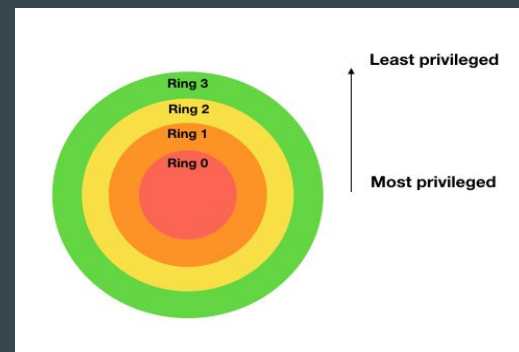 Least privileged
Ring 3
Ring 2
Ring 1
Ring 0
Most privileged